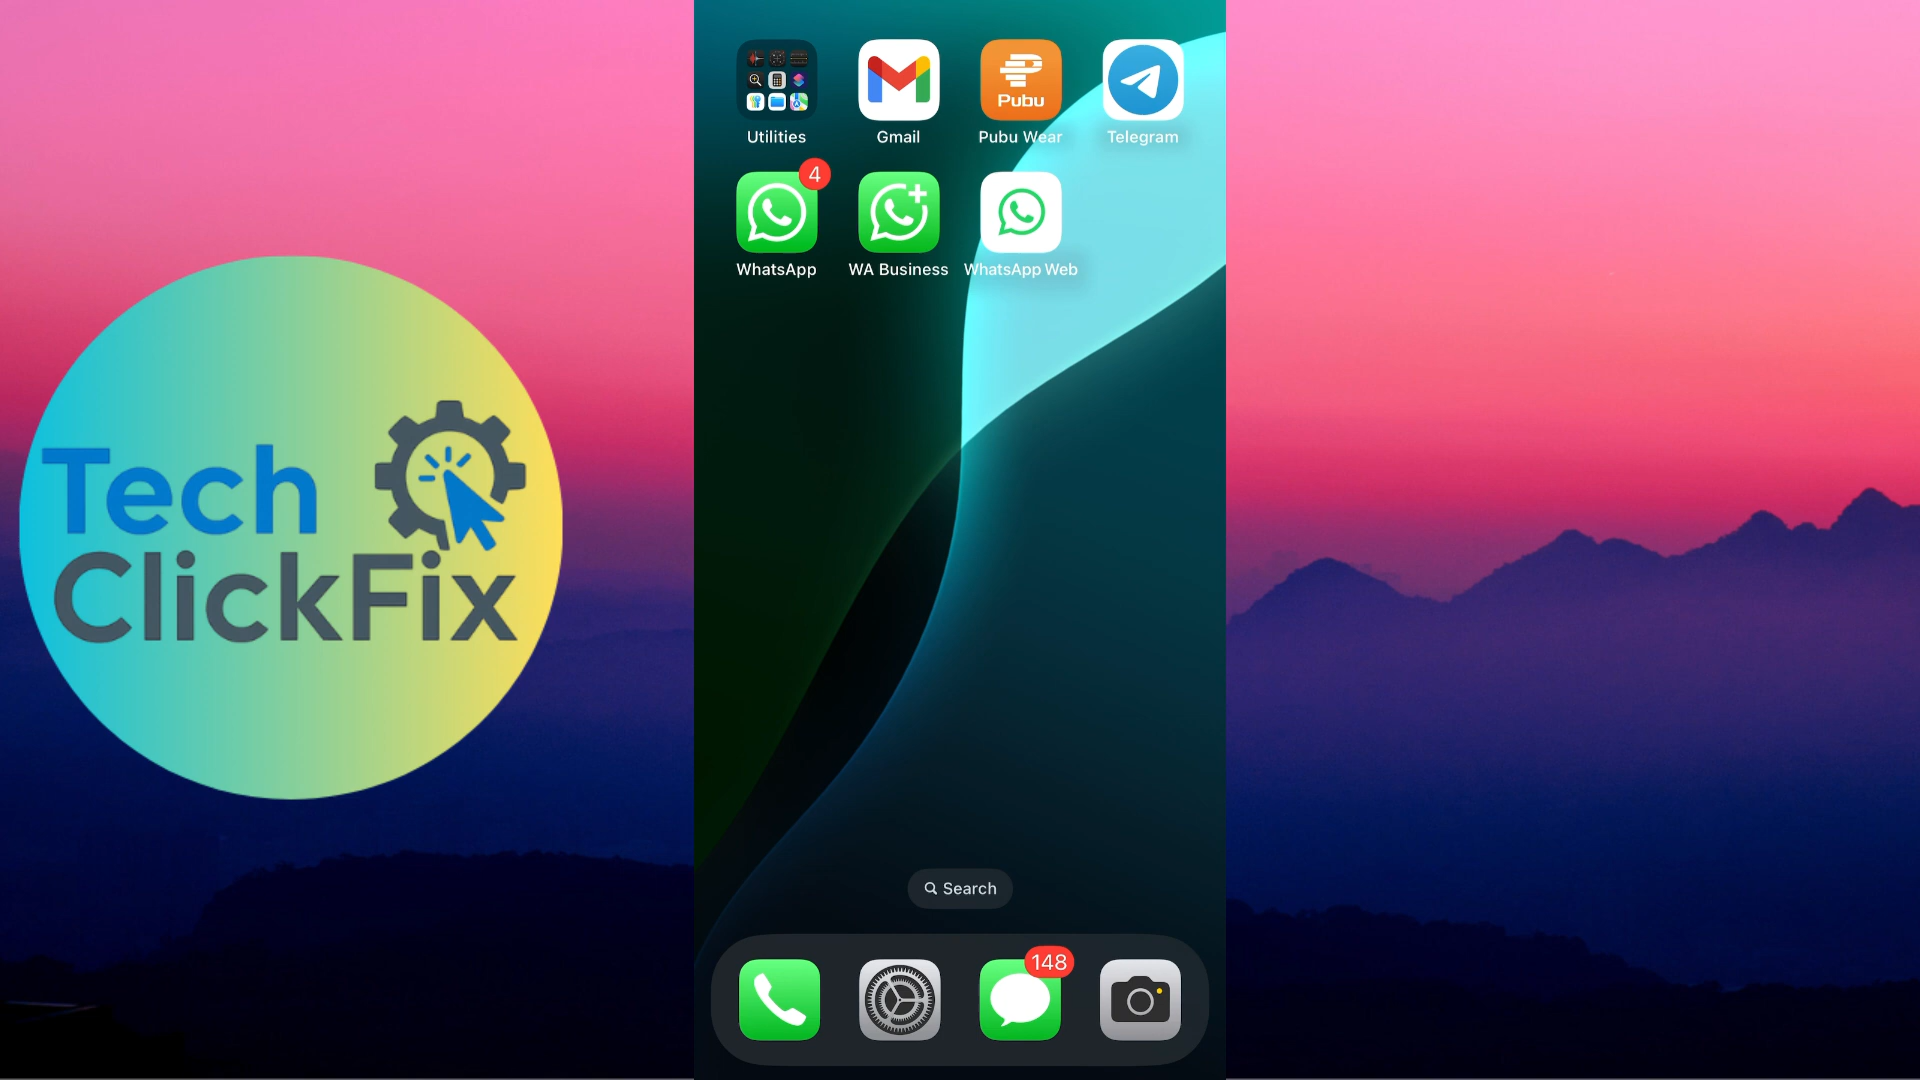 Tech
ClickFix
Utilities
Gmail
Pubu
Pubu Wear
Telegram
4
WhatsApp
WA Business
WhatsApp Web
Search
148